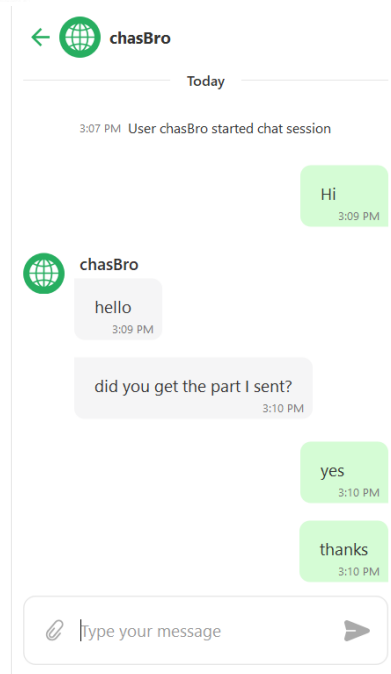 chasBro
Today
3:07 PM User chasBro started chat session
Hi
3:09 PM
chasBro
hello
3:09 PM
did you get the part I sent?
3:10 PM
yes
3:10 PM
thanks
3:10 PM
Type your message